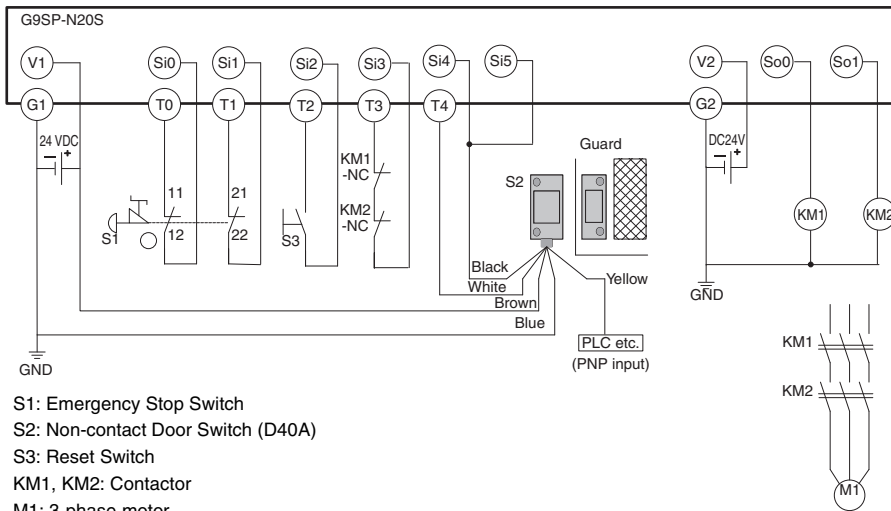 G9SP-N20S
V1 Si0 Si1 Si2 Si3 Si4 Si5 V2 So0 So1
G1 T0 T1 T2 T3 T4 G2
24 VDC
DC24V
Guard
KM1
-NC
S2
11 21
KM2
-NC
KM1 KM2
S1 12 22 S3
Black
White
Yellow
Brown
Blue
GND
PLC etc.
(PNP input)
GND
KM1
KM2
M1
S1: Emergency Stop Switch
S2: Non-contact Door Switch (D40A)
S3: Reset Switch
KM1, KM2: Contactor
M1: 3-phase motor